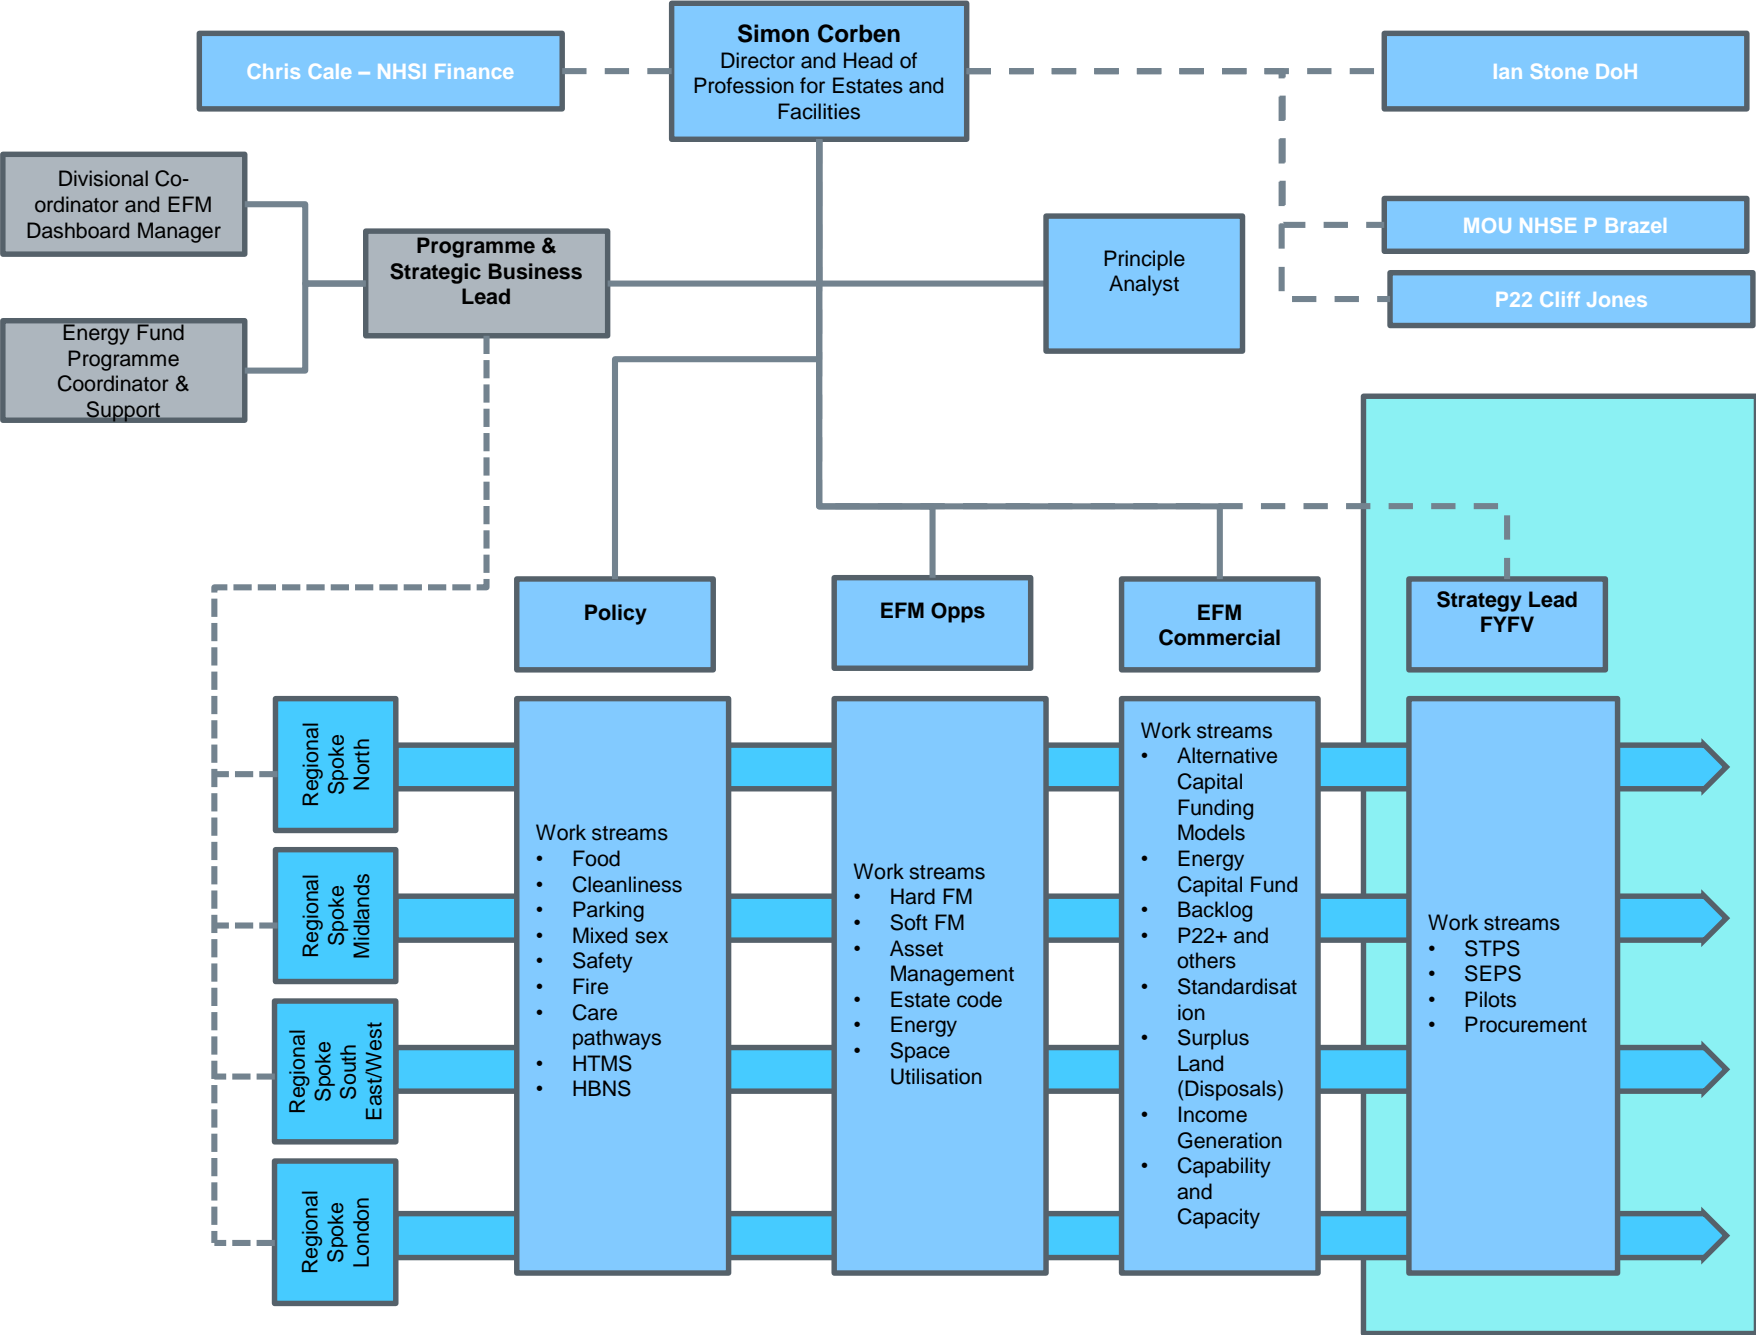 Simon Corben
Director and Head of
Profession for Estates and
Facilities
Chris Cale – NHSI Finance
Ian Stone DoH
Divisional Co-
ordinator and EFM
Dashboard Manager
Programme &
Strategic Business
Lead
Principle
Analyst
MOU NHSE P Brazel
P22 Cliff Jones
Energy Fund
Programme
Coordinator &
Support
Policy
EFM Opps
EFM
Commercial
Strategy Lead
FYFV
Regional
Spoke
North
Regional
Spoke
Midlands
Regional
Spoke
South
East/West
Regional
Spoke
London
Work streams
• Food
• Cleanliness
• Parking
• Mixed sex
• Safety
• Fire
• Care
pathways
• HTMS
• HBNS
Work streams
• Hard FM
• Soft FM
• Asset
Management
• Estate code
• Energy
• Space
Utilisation
Work streams
• Alternative
Capital
Funding
Models
• Energy
Capital Fund
• Backlog
• P22+ and
others
• Standardisat
ion
• Surplus
Land
(Disposals)
• Income
Generation
• Capability
and
Capacity
Work streams
• STPS
• SEPS
• Pilots
• Procurement